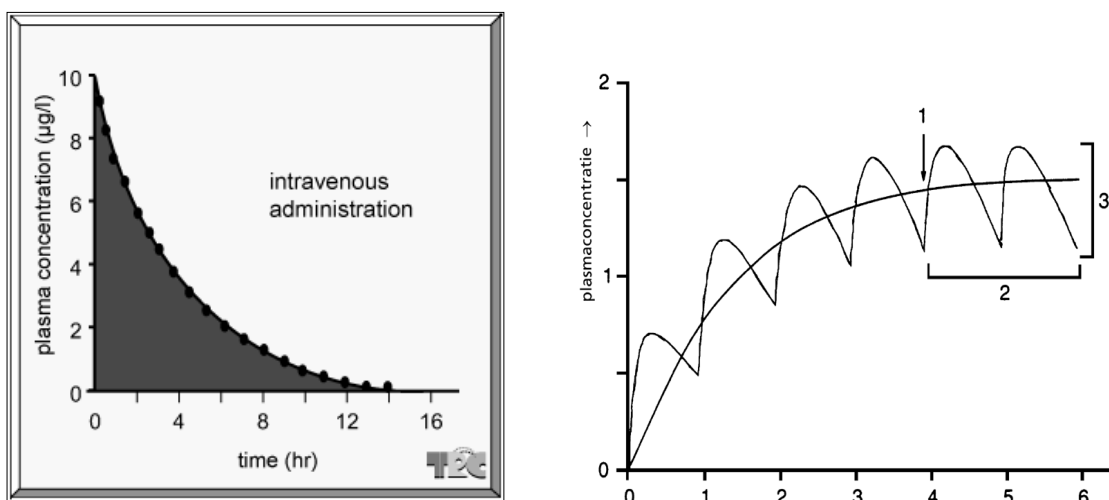 10
8
6
4
2
0
plasma concentration (µg/l)
intravenous
administration
0 4 8 12 16
time (hr)
TRC
2
1
0
plasmaconcentratie →
1
2
3
0 1 2 3 4 5 6